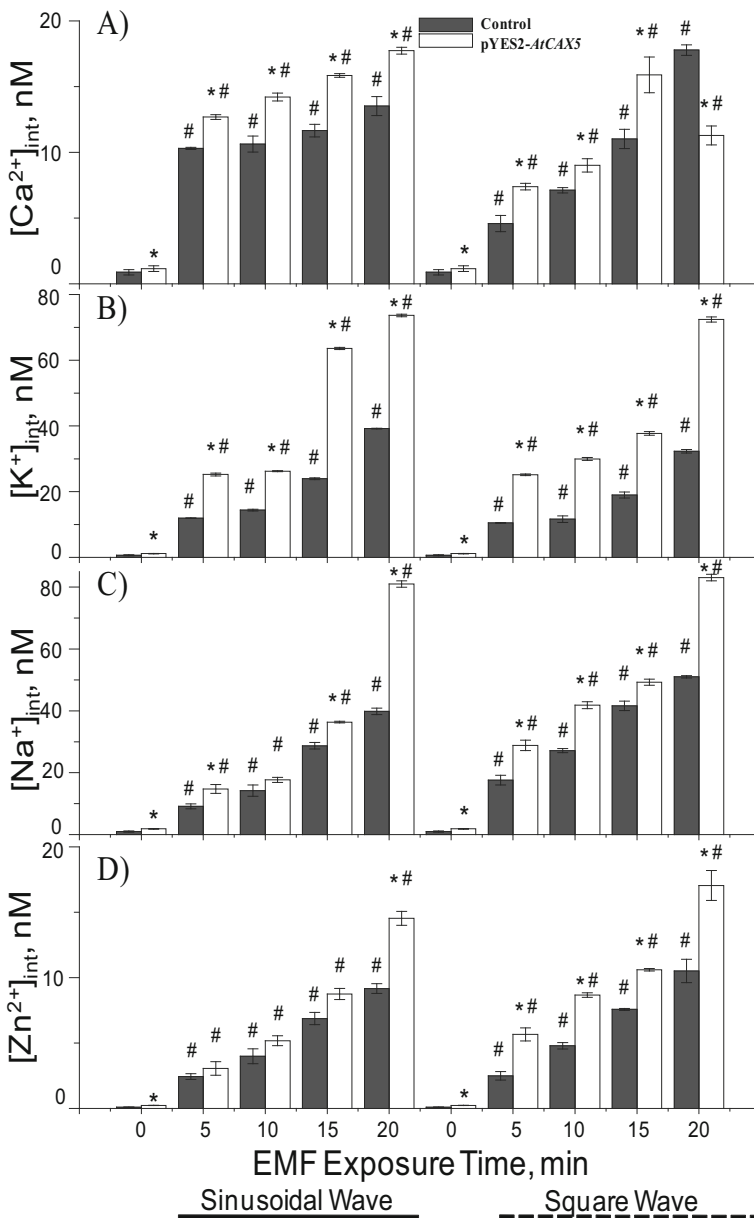 A)
Control
pYES2-AtCAX5
20
10
0
[Ca2+]int, nM
* # *# # *# # *# # *# # * # *# # *# # *# # *#
B)
80
60
40
20
0
[K+]int, nM
* # *# # *# # *# # *# * # *# # *# # *# # *#
C)
80
60
40
20
0
[Na+]int, nM
* # *# # # # *# # *# * # *# # *# # *# # *#
D)
20
10
0
[Zn2+]int, nM
* # # # # # # # *# * # *# # *# # *# # *#
0 5 10 15 20 0 5 10 15 20
EMF Exposure Time, min
Sinusoidal Wave Square Wave